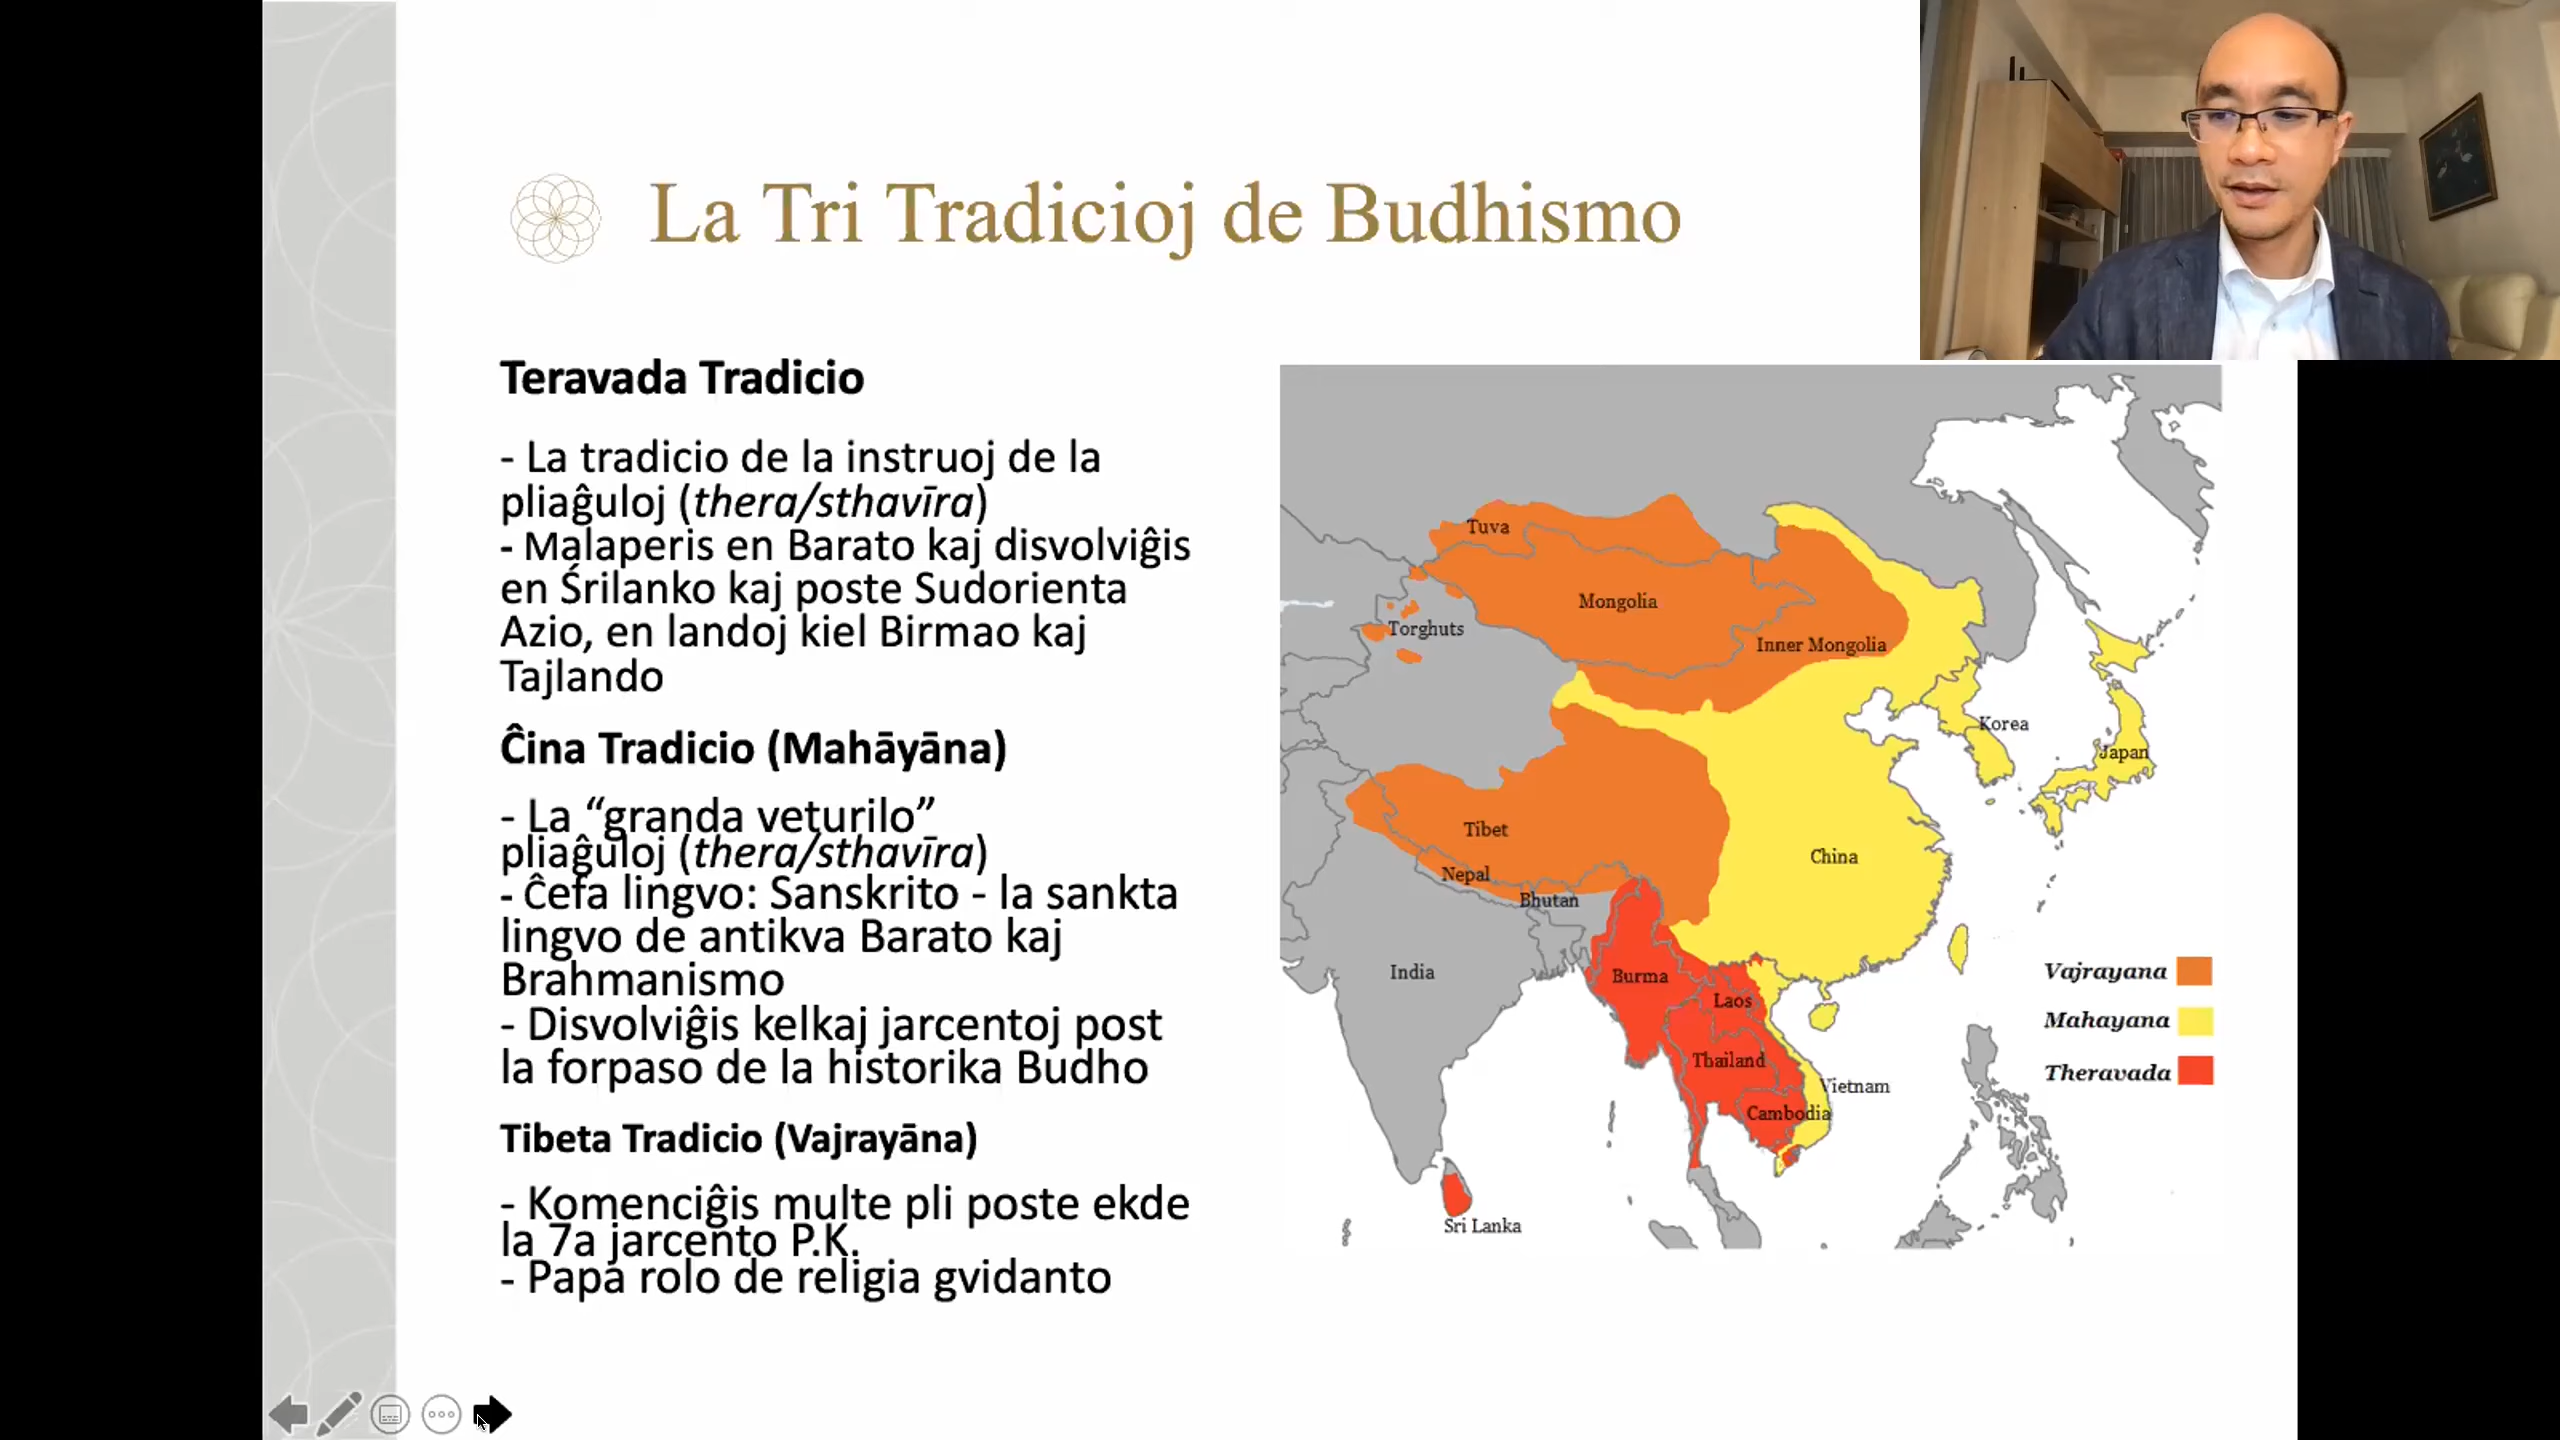 La Tri Tradicioj de Budhismo
Teravada Tradicio
- La tradicio de la instruoj de la
pliaĝuloj (thera/sthavīra)
- Malaperis en Barato kaj disvolviĝis
en Śrilanko kaj poste Sudorienta
Azio, en landoj kiel Birmao kaj
Tajlando
Ĉina Tradicio (Mahāyāna)
- La “granda veturilo”
pliaĝuloj (thera/sthavīra)
- Ĉefa lingvo: Sanskrito - la sankta
lingvo de antikva Barato kaj
Brahmanismo
- Disvolviĝis kelkaj jarcentoj post
la forpaso de la historika Budho
Tibeta Tradicio (Vajrayāna)
- Komenciĝis multe pli poste ekde
la 7a jarcento P.K.
- Papa rolo de religia gvidanto
Tuva
Mongolia
Torghuts
Inner Mongolia
Korea
Japan
Tibet
China
Nepal
Bhutan
India
Burma
Laos
Thailand
Vietnam
Cambodia
Sri Lanka
Vajrayana
Mahayana
Theravada